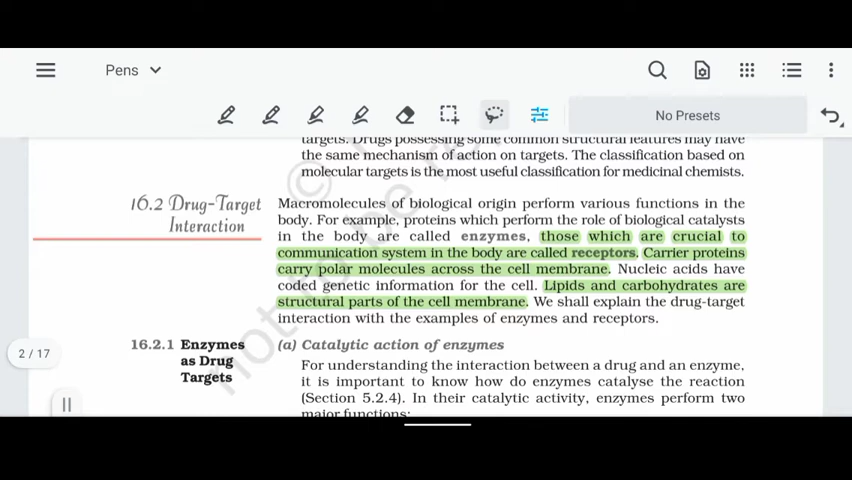 Pens
No Presets
targets. Drugs possessing some common structural features may have
the same mechanism of action on targets. The classification based on
molecular targets is the most useful classification for medicinal chemists.
16.2 Drug-Target
Interaction
Macromolecules of biological origin perform various functions in the
body. For example, proteins which perform the role of biological catalysts
in the body are called enzymes, those which are crucial to
communication system in the body are called receptors. Carrier proteins
carry polar molecules across the cell membrane. Nucleic acids have
coded genetic information for the cell. Lipids and carbohydrates are
structural parts of the cell membrane. We shall explain the drug-target
interaction with the examples of enzymes and receptors.
16.2.1 Enzymes
as Drug
Targets
(a) Catalytic action of enzymes
For understanding the interaction between a drug and an enzyme,
it is important to know how do enzymes catalyse the reaction
(Section 5.2.4). In their catalytic activity, enzymes perform two
major functions:
2 / 17
©
not to be re